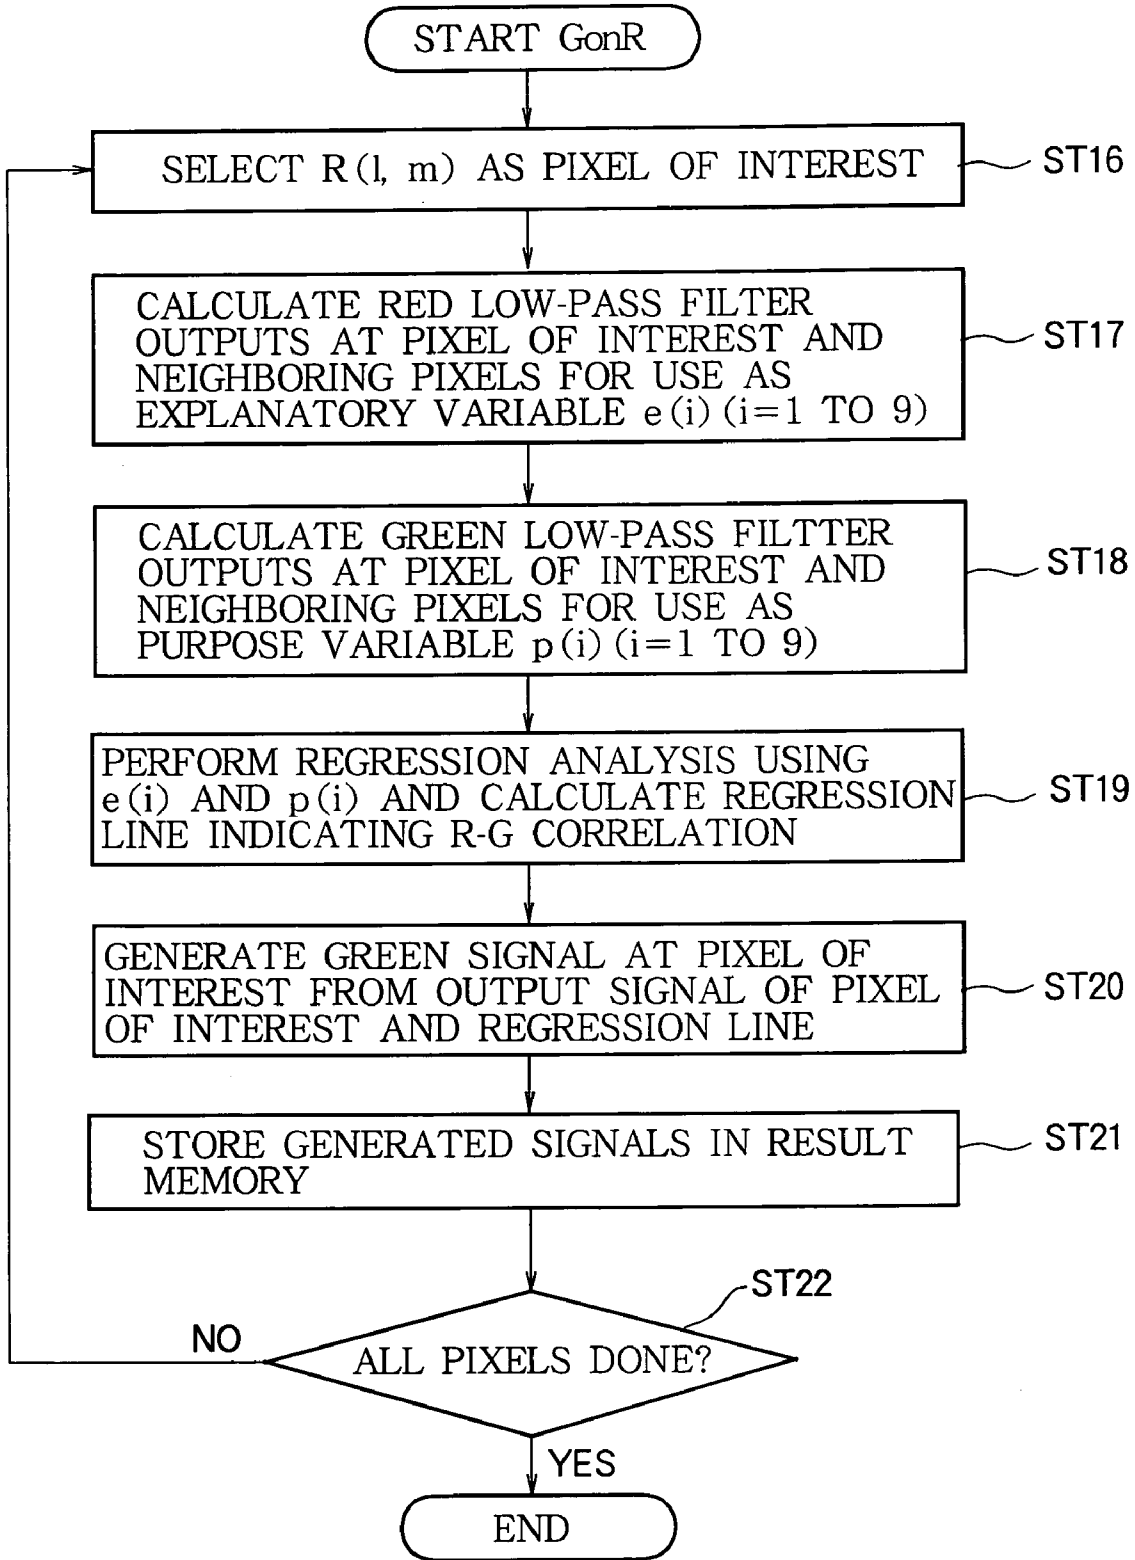 START GonR
SELECT R(l, m) AS PIXEL OF INTEREST
ST16
CALCULATE RED LOW-PASS FILTER
OUTPUTS AT PIXEL OF INTEREST AND
NEIGHBORING PIXELS FOR USE AS
EXPLANATORY VARIABLE e(i) (i=1 TO 9)
ST17
CALCULATE GREEN LOW-PASS FILTTER
OUTPUTS AT PIXEL OF INTEREST AND
NEIGHBORING PIXELS FOR USE AS
PURPOSE VARIABLE p(i) (i=1 TO 9)
ST18
PERFORM REGRESSION ANALYSIS USING
e(i) AND p(i) AND CALCULATE REGRESSION
LINE INDICATING R-G CORRELATION
ST19
GENERATE GREEN SIGNAL AT PIXEL OF
INTEREST FROM OUTPUT SIGNAL OF PIXEL
OF INTEREST AND REGRESSION LINE
ST20
STORE GENERATED SIGNALS IN RESULT
MEMORY
ST21
ST22
NO
ALL PIXELS DONE?
YES
END